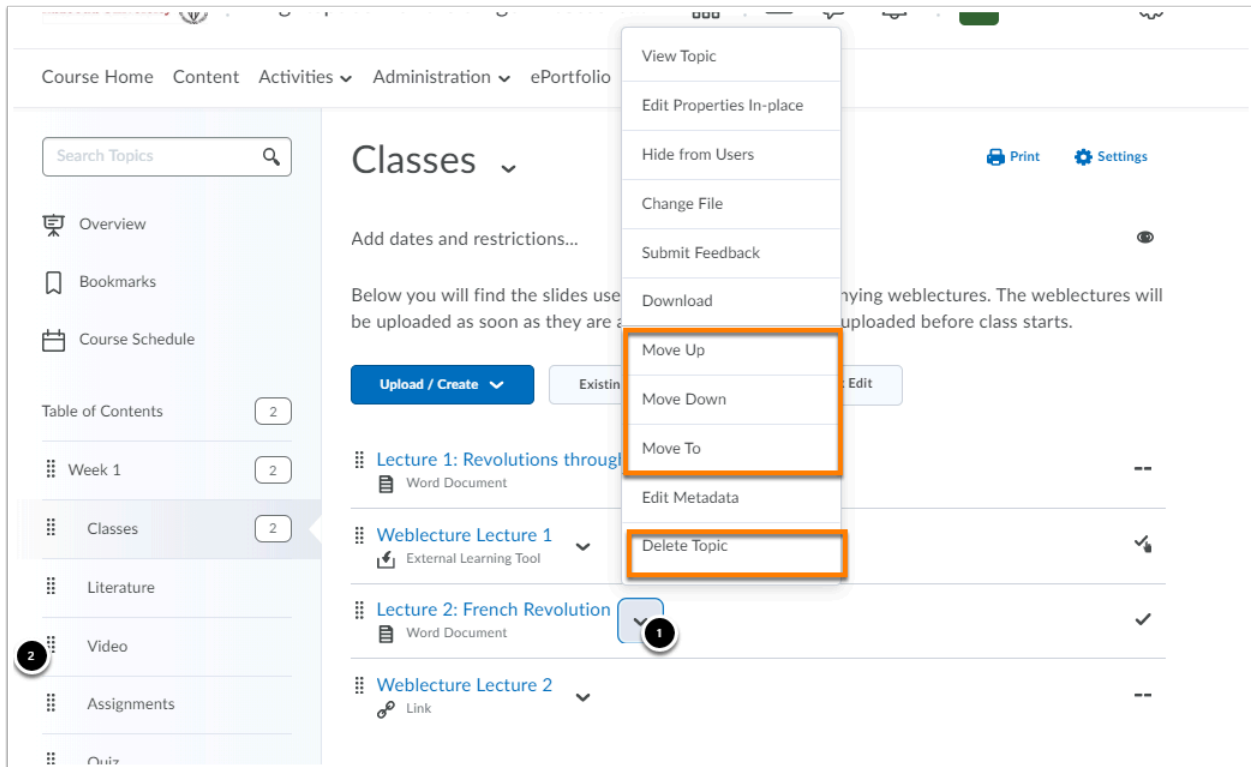 Course Home Content Activities Administration ePortfolio
View Topic
Edit Properties In-place
Hide from Users
Change File
Submit Feedback
Download
Move Up
Move Down
Move To
Edit Metadata
Delete Topic
Search Topics
Overview
Bookmarks
Course Schedule
Table of Contents 2
Week 1 2
Classes 2
Literature
2 Video
Assignments
Quiz
Classes
Print Settings
Add dates and restrictions...
Below you will find the slides use nying weblectures. The weblectures will
be uploaded as soon as they are uploaded before class starts.
Upload / Create Existin Edit
Lecture 1: Revolutions throug
Word Document
Weblecture Lecture 1
External Learning Tool
Lecture 2: French Revolution
1
Word Document
Weblecture Lecture 2
Link